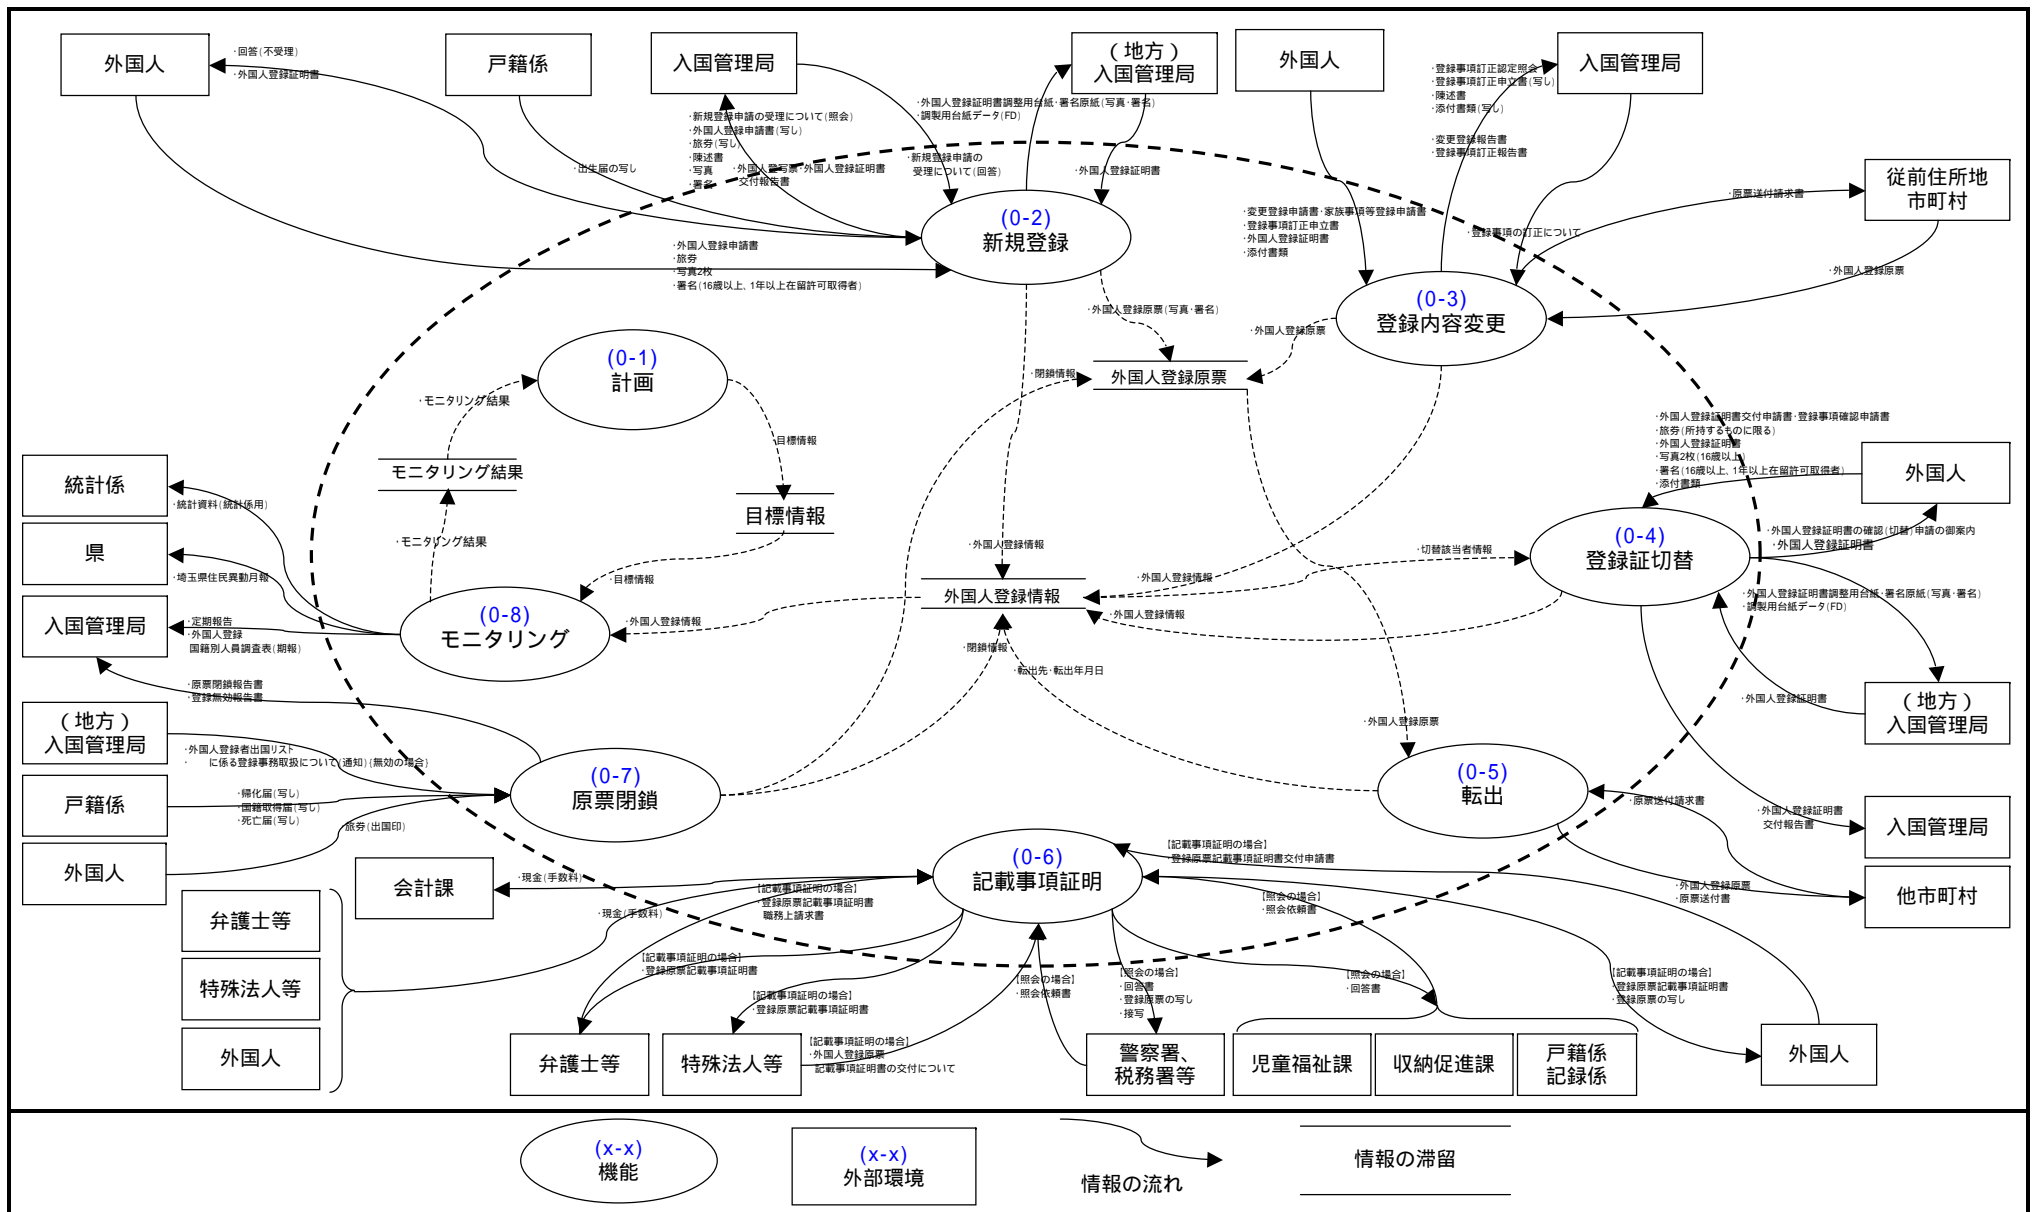 外国人
・回答(不受理)
・外国人登録証明書
戸籍係
入国管理局
(地方)
入国管理局
外国人
・登録事項訂正認定照会
・登録事項訂正申立書(写し)
・陳述書
・添付書類(写し)
・変更登録報告書
・登録事項訂正報告書
入国管理局
・新規登録申請の受理について(照会)
・外国人登録申請書(写し)
・旅券(写し)
・陳述書
・写真
・署名
・外国人登写票・外国人登録証明書
交付報告書
・外国人登録証明書調整用台紙・署名原紙(写真・署名)
・調製用台紙データ(FD)
・新規登録申請の
受理について(回答)
・外国人登録証明書
・出生届の写し
従前住所地
市町村
・原票送付請求書
・登録事項の訂正について
・外国人登録原票
・変更登録申請書・家族事項等登録申請書
・登録事項訂正申立書
・外国人登録証明書
・添付書類
(0-2)
新規登録
・外国人登録申請書
・旅券
・写真2枚
・署名(16歳以上、1年以上在留許可取得者)
(0-3)
登録内容変更
・外国人登録原票(写真・署名)
・外国人登録原票
(0-1)
計画
・閉鎖情報
外国人登録原票
・モニタリング結果
・目標情報
モニタリング結果
目標情報
・モニタリング結果
・目標情報
・外国人登録証明書交付申請書・登録事項確認申請書
・旅券(所持するものに限る)
・外国人登録証明書
・写真2枚(16歳以上)
・署名(16歳以上、1年以上在留許可取得者)
・添付書類
外国人
統計係
・統計資料(統計係用)
県
・埼玉県住民異動月報
入国管理局
・定期報告
・外国人登録
国籍別人員調査表(期報)
(0-8)
モニタリング
・外国人登録情報
・外国人登録情報
外国人登録情報
・外国人登録情報
・外国人登録情報
・切替該当者情報
(0-4)
登録証切替
・外国人登録証明書の確認(切替)申請の御案内
・外国人登録証明書
・外国人登録証明書調整用台紙・署名原紙(写真・署名)
・調製用台紙データ(FD)
・外国人登録証明書
(地方)
入国管理局
・閉鎖情報
・転出先・転出年月日
・外国人登録原票
・原票閉鎖報告書
・登録無効報告書
(地方)
入国管理局
・外国人登録者出国リスト
・　　に係る登録事務取扱について(通知)(無効の場合)
戸籍係
・帰化届(写し)
・国籍取得届(写し)
・死亡届(写し)
外国人
旅券(出国印)
(0-7)
原票閉鎖
(0-5)
転出
・原票送付請求書
・外国人登録証明書
交付報告書
入国管理局
・外国人登録原票
・原票送付書
他市町村
(0-6)
記載事項証明
【記載事項証明の場合】
・登録原票記載事項証明書交付申請書
会計課
・現金(手数料)
・現金(手数料)
【記載事項証明の場合】
・登録原票記載事項証明書
職務上請求書
【照会の場合】
・照会依頼書
弁護士等
特殊法人等
外国人
【記載事項証明の場合】
・登録原票記載事項証明書
【記載事項証明の場合】
・登録原票記載事項証明書
【照会の場合】
・照会依頼書
【照会の場合】
・回答書
・登録原票の写し
・接写
【照会の場合】
・回答書
【記載事項証明の場合】
・登録原票記載事項証明書
・登録原票の写し
【記載事項証明の場合】
・外国人登録原票
記載事項証明書の交付について
弁護士等
特殊法人等
警察署、
税務署等
児童福祉課
収納促進課
戸籍係
記録係
外国人
(x-x)
機能
(x-x)
外部環境
情報の流れ
情報の滞留